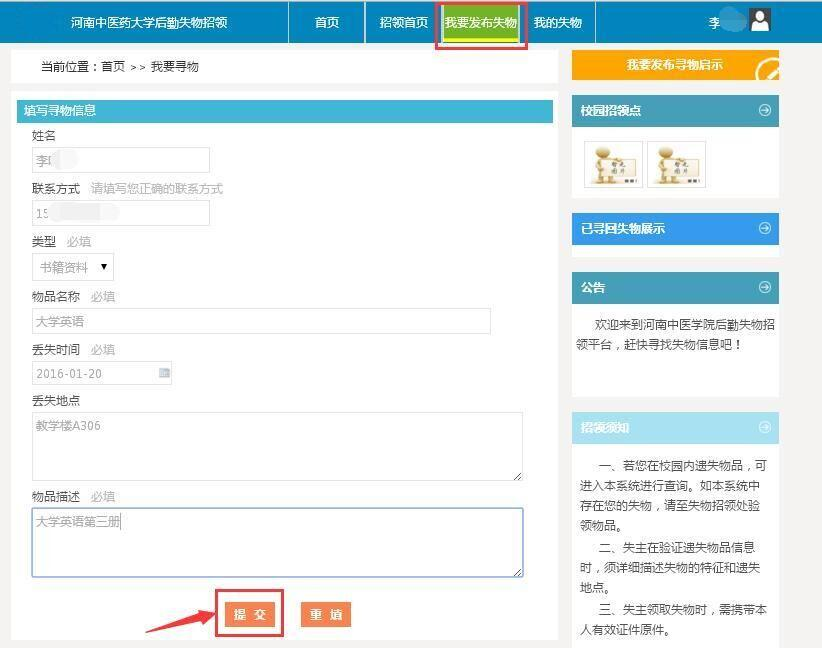 河南中医药大学后勤失物招领
首页
招领首页
我要发布失物
我的失物
李
当前位置：首页 >> 我要寻物
填写寻物信息
姓名
李
联系方式 请填写您正确的联系方式
15
类型 必填
书籍资料
物品名称 必填
大学英语
丢失时间 必填
2016-01-20
丢失地点
教学楼A306
物品描述 必填
大学英语第三册
提 交
重 填
我要发布寻物启示
校园招领点
暂无
图片
暂无
图片
已寻回失物展示
公告
欢迎来到河南中医学院后勤失物招
领平台，赶快寻找失物信息吧！
招领须知
一、若您在校园内遗失物品，可
进入本系统进行查询。如本系统中
存在您的失物，请至失物招领处验
领物品。
二、失主在验证遗失物品信息
时，须详细描述失物的特征和遗失
地点。
三、失主领取失物时，需携带本
人有效证件原件。